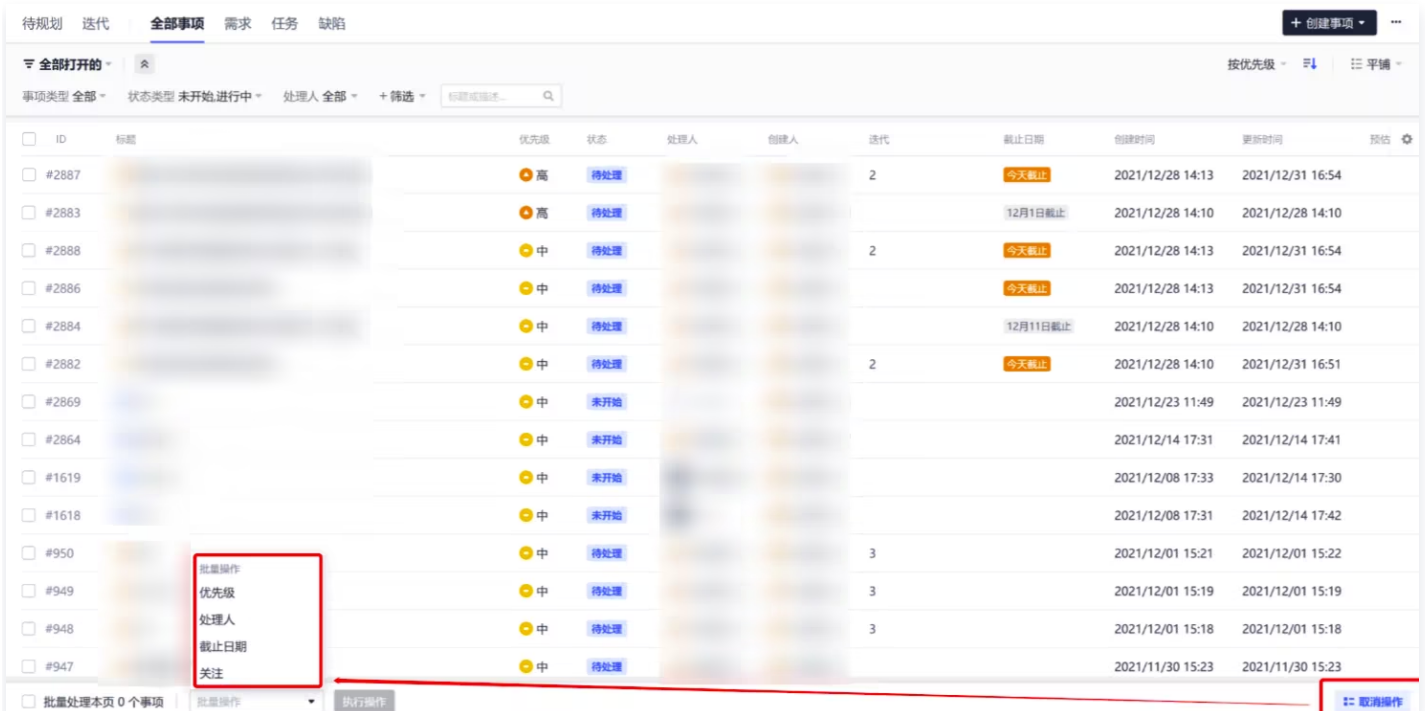 待规划 迭代 全部事项 需求 任务 缺陷 + 创建事项 ...
全部打开的 按优先级 平铺
事项类型 全部 状态类型 未开始,进行中 处理人 全部 + 筛选 标题或描述...
ID 标题 优先级 状态 处理人 创建人 迭代 截止日期 创建时间 更新时间 预估
#2887 高 待处理 2 今天截止 2021/12/28 14:13 2021/12/31 16:54
#2883 高 待处理 12月1日截止 2021/12/28 14:10 2021/12/28 14:10
#2888 中 待处理 2 今天截止 2021/12/28 14:13 2021/12/31 16:54
#2886 中 待处理 今天截止 2021/12/28 14:13 2021/12/31 16:54
#2884 中 待处理 12月11日截止 2021/12/28 14:10 2021/12/28 14:10
#2882 中 待处理 2 今天截止 2021/12/28 14:10 2021/12/31 16:51
#2869 中 未开始 2021/12/23 11:49 2021/12/23 11:49
#2864 中 未开始 2021/12/14 17:31 2021/12/14 17:41
#1619 中 未开始 2021/12/08 17:33 2021/12/14 17:30
#1618 中 未开始 2021/12/08 17:31 2021/12/14 17:42
#950 中 待处理 3 2021/12/01 15:21 2021/12/01 15:22
批量操作
#949 优先级 中 待处理 3 2021/12/01 15:19 2021/12/01 15:19
处理人
#948 中 待处理 3 2021/12/01 15:18 2021/12/01 15:18
截止日期
#947 中 待处理 2021/11/30 15:23 2021/11/30 15:23
关注
批量处理本页 0 个事项 批量操作 执行操作 取消操作